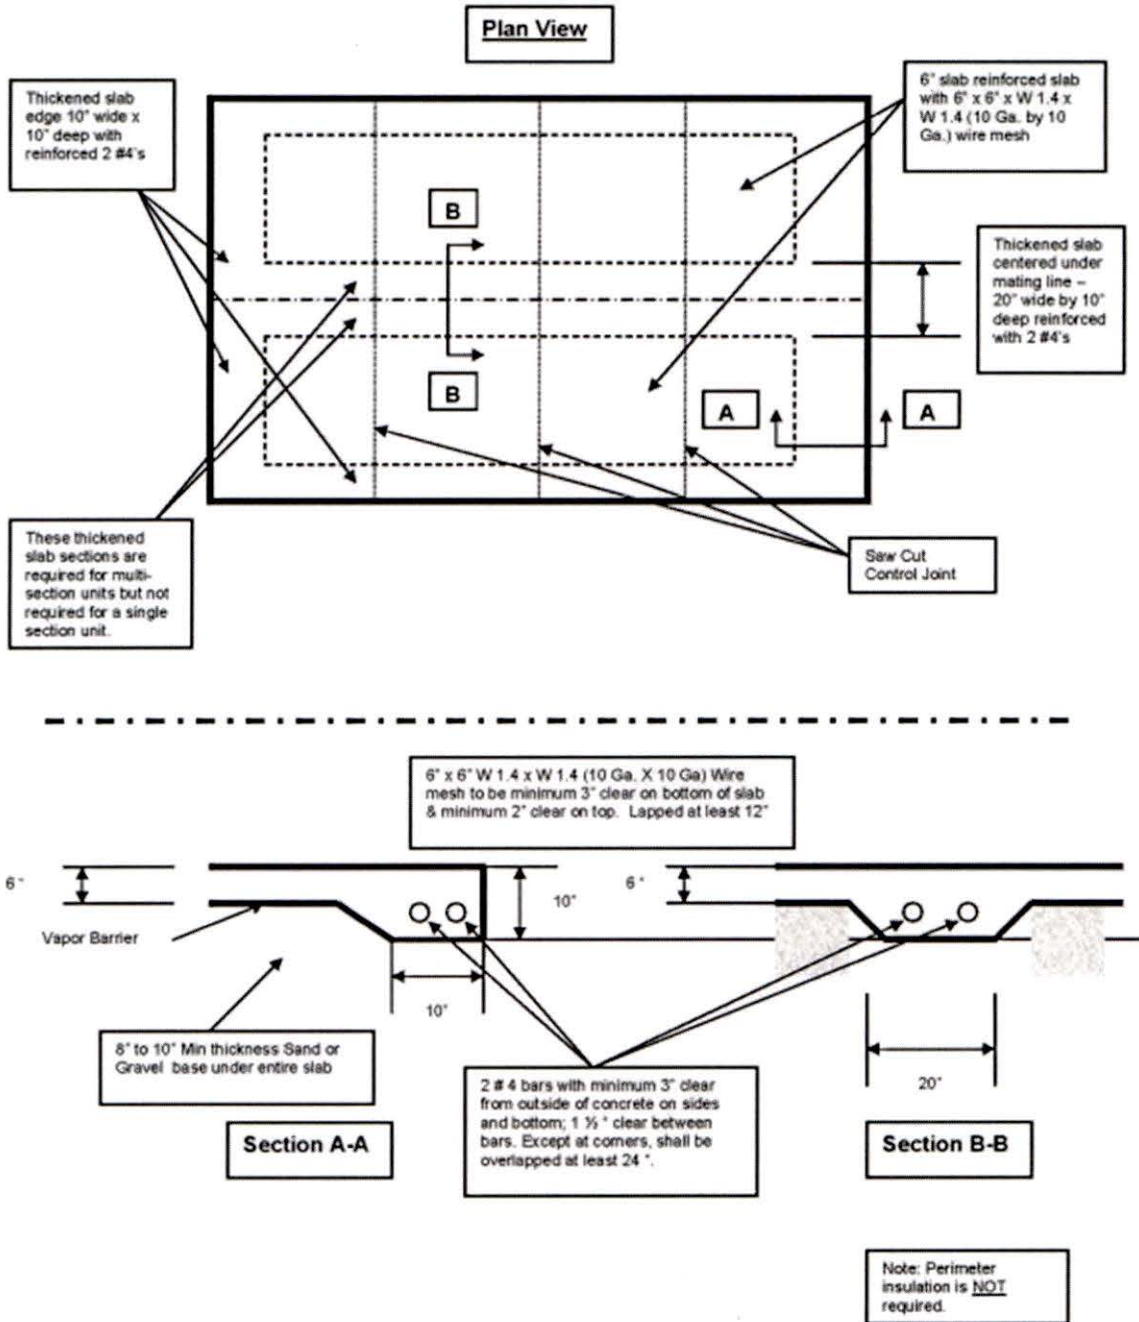 Plan View
Thickened slab
edge 10" wide x
10" deep with
reinforced 2 #4's
6" slab reinforced slab
with 6" x 6" x W 1.4 x
W 1.4 (10 Ga. by 10
Ga.) wire mesh
B
Thickened slab
centered under
mating line –
20" wide by 10"
deep reinforced
with 2 #4's
B
A
A
These thickened
slab sections are
required for multi-
section units but not
required for a single
section unit.
Saw Cut
Control Joint
6" x 6" W 1.4 x W 1.4 (10 Ga. X 10 Ga) Wire
mesh to be minimum 3" clear on bottom of slab
& minimum 2" clear on top. Lapped at least 12"
6 "
10"
6 "
Vapor Barrier
10"
20"
8" to 10" Min thickness Sand or
Gravel base under entire slab
2 # 4 bars with minimum 3" clear
from outside of concrete on sides
and bottom; 1 ½ " clear between
bars. Except at corners, shall be
overlapped at least 24 ".
Section A-A
Section B-B
Note: Perimeter
insulation is NOT
required.